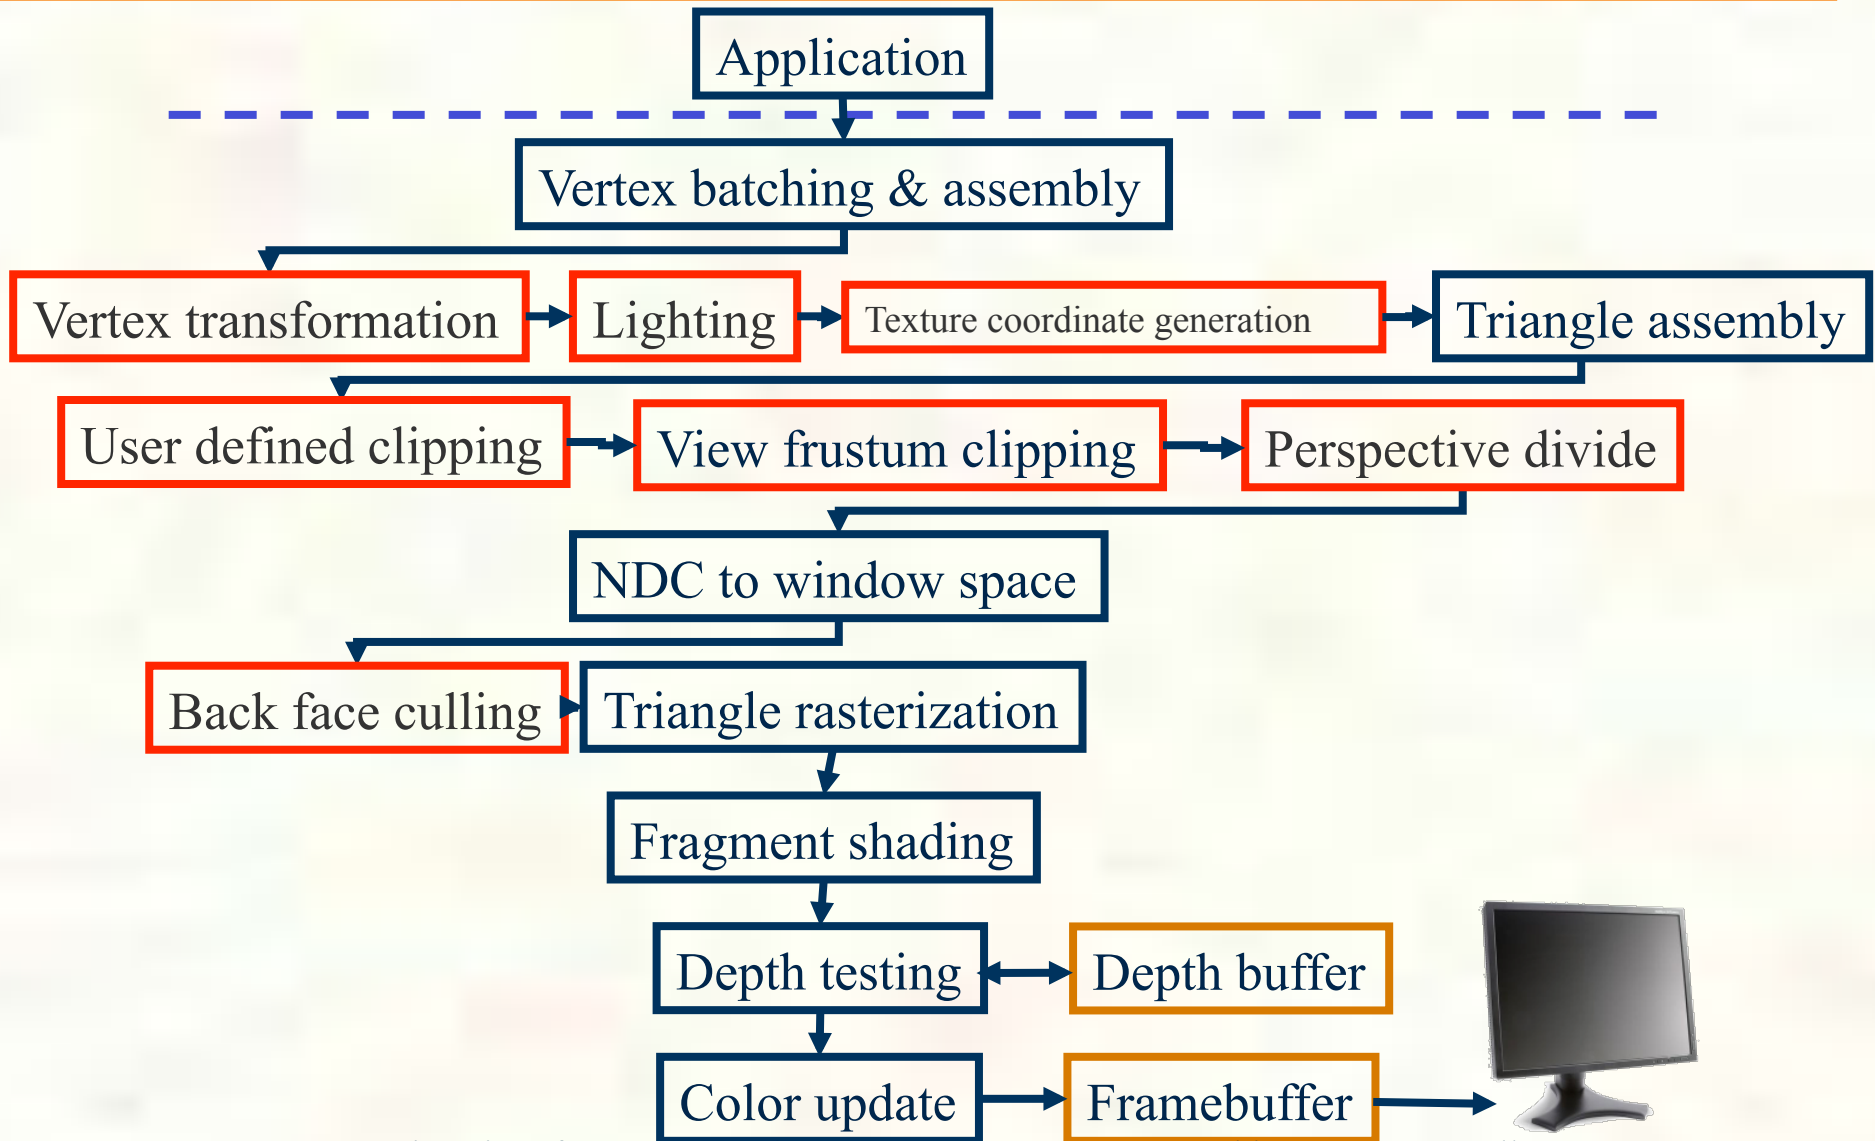 Application
Vertex batching & assembly
Vertex transformation
Lighting
Texture coordinate generation
Triangle assembly
User defined clipping
View frustum clipping
Perspective divide
NDC to window space
Back face culling
Triangle rasterization
Fragment shading
Depth testing
Depth buffer
Color update
Framebuffer